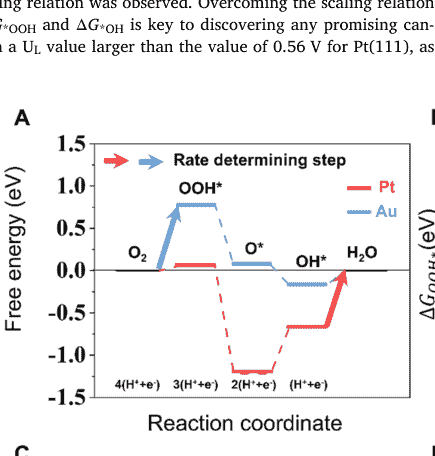 ing relation was observed. Overcoming the scaling relation
G*OOH and ΔG*OH is key to discovering any promising can-
a UL value larger than the value of 0.56 V for Pt(111), as
A
1.5
Rate determining step
OOH*
1.0
Pt
Au
0.5
O2
O*
OH*
H2O
0.0
-0.5
-1.0
4(H++e-) 3(H++e-) 2(H++e-) (H++e-)
-1.5
Free energy (eV)
Reaction coordinate
ΔGOOH* (eV)
C